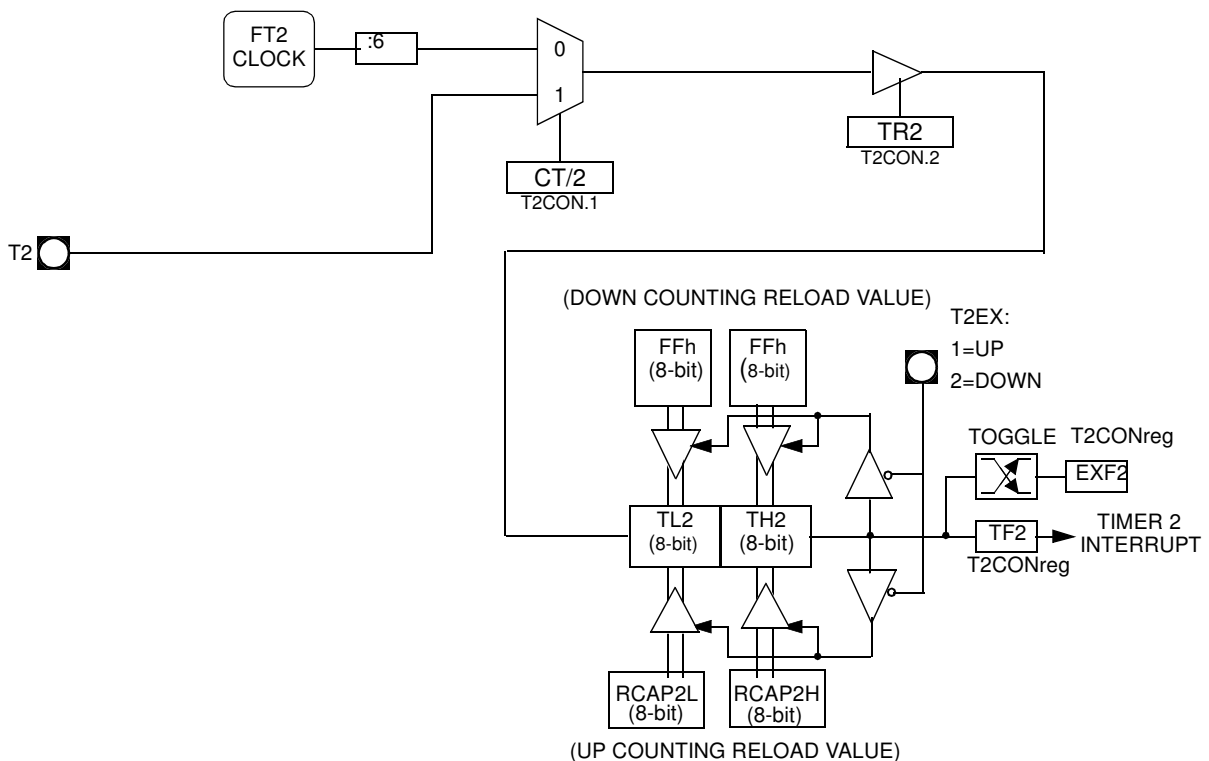 FT2
CLOCK
:6
0
1
TR2
T2CON.2
CT/2
T2CON.1
T2
(DOWN COUNTING RELOAD VALUE)
T2EX:
1=UP
2=DOWN
FFh
(8-bit)
FFh
(8-bit)
TOGGLE
T2CONreg
EXF2
TL2
(8-bit)
TH2
(8-bit)
TF2
TIMER 2
INTERRUPT
T2CONreg
RCAP2L
(8-bit)
RCAP2H
(8-bit)
(UP COUNTING RELOAD VALUE)